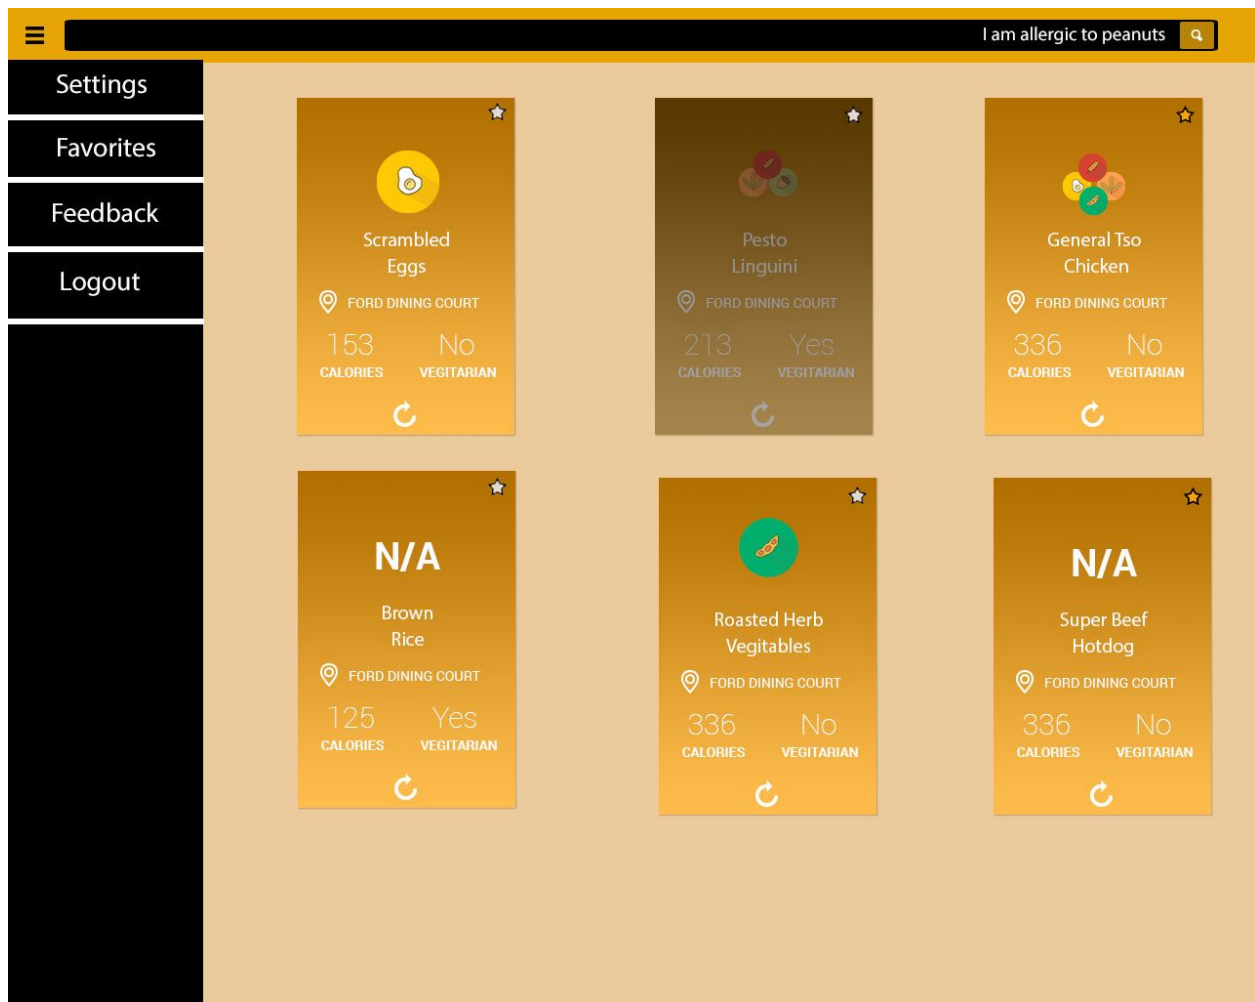 I am allergic to peanuts
Settings
Favorites
Feedback
Logout
Scrambled
Eggs
FORD DINING COURT
153 No
CALORIES VEGITARIAN
Pesto
Linguini
FORD DINING COURT
213 Yes
CALORIES VEGITARIAN
General Tso
Chicken
FORD DINING COURT
336 No
CALORIES VEGITARIAN
N/A
Brown
Rice
FORD DINING COURT
125 Yes
CALORIES VEGITARIAN
Roasted Herb
Vegitables
FORD DINING COURT
336 No
CALORIES VEGITARIAN
N/A
Super Beef
Hotdog
FORD DINING COURT
336 No
CALORIES VEGITARIAN